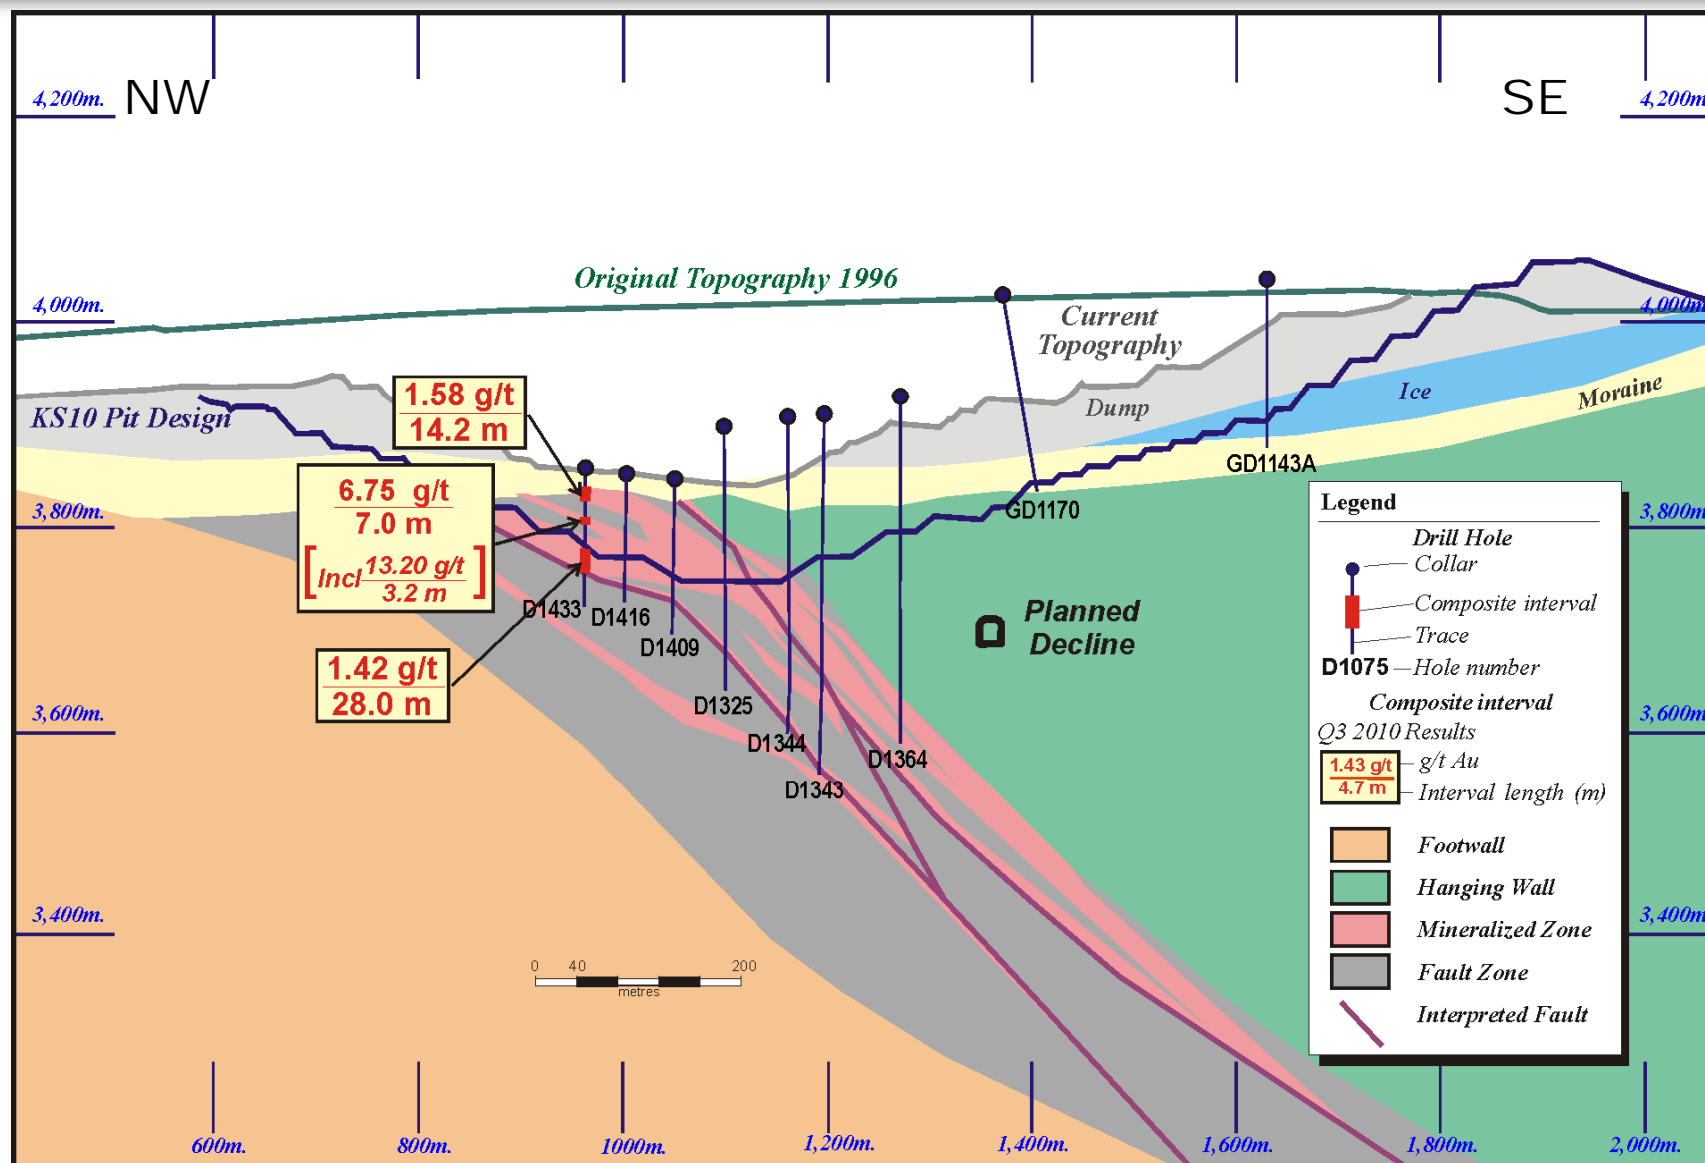 NW
SE
4,200m.
4,200m
Original Topography 1996
4,000m.
4,000m
Current
Topography
1.58 g/t
14.2 m
KS10 Pit Design
Dump
Ice
Moraine
6.75 g/t
7.0 m
[Incl 13.20 g/t
3.2 m]
GD1143A
GD1170
3,800m.
3,800m
D1433
D1416
D1409
Planned
Decline
1.42 g/t
28.0 m
D1325
3,600m.
3,600m
D1344
D1364
D1343
Legend
Drill Hole
Collar
Composite interval
Trace
D1075
Hole number
Composite interval
Q3 2010 Results
1.43 g/t
4.7 m
g/t Au
Interval length (m)
Footwall
Hanging Wall
Mineralized Zone
Fault Zone
Interpreted Fault
3,400m.
3,400m
0 40 200
metres
600m. 800m. 1000m. 1,200m. 1,400m. 1,600m. 1,800m. 2,000m.